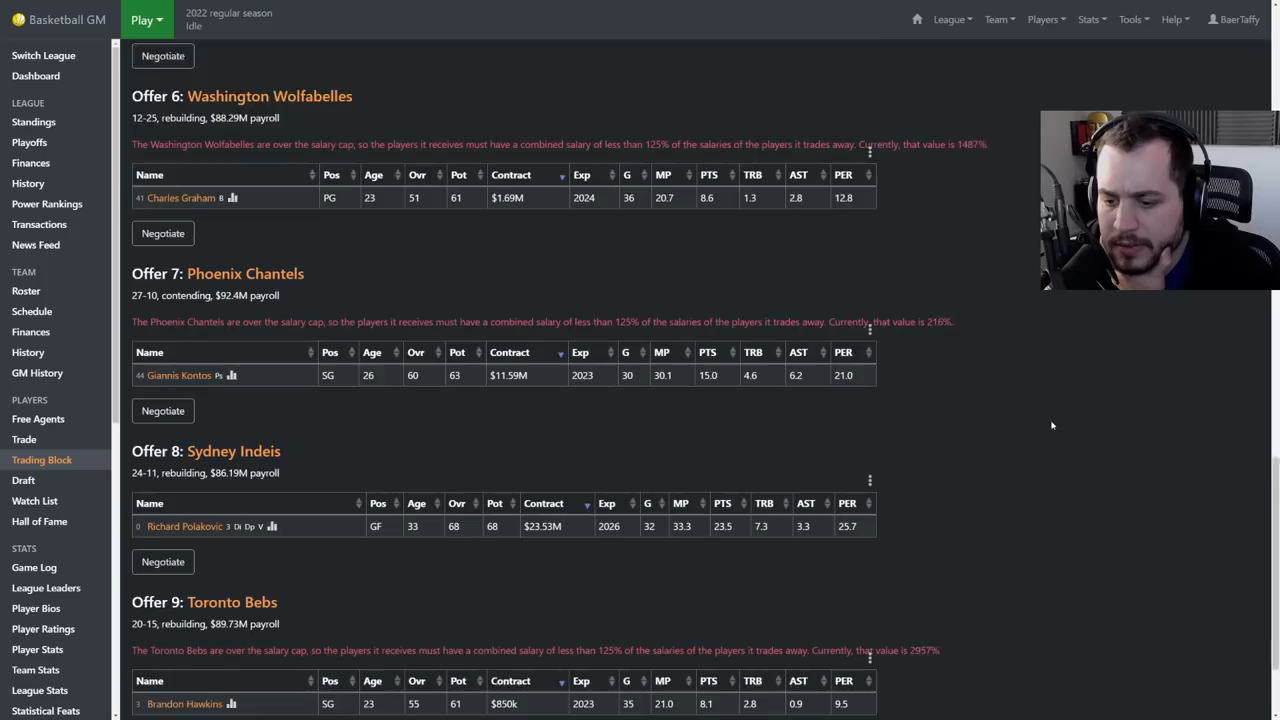 Basketball GM
Play
2022 regular season
Idle
League
Team
Players
Stats
Tools
Help
BaerTaffy
Switch League
Dashboard
LEAGUE
Standings
Playoffs
Finances
History
Power Rankings
Transactions
News Feed
TEAM
Roster
Schedule
Finances
History
GM History
PLAYERS
Free Agents
Trade
Trading Block
Draft
Watch List
Hall of Fame
STATS
Game Log
League Leaders
Player Bios
Player Ratings
Player Stats
Team Stats
League Stats
Statistical Feats
Negotiate
Offer 6: Washington Wolfabelles
12-25, rebuilding, $88.29M payroll
The Washington Wolfabelles are over the salary cap, so the players it receives must have a combined salary of less than 125% of the salaries of the players it trades away. Currently, that value is 1487%.
Name Pos Age Ovr Pot Contract Exp G MP PTS TRB AST PER
41 Charles Graham B PG 23 51 61 $1.69M 2024 36 20.7 8.6 1.3 2.8 12.8
Negotiate
Offer 7: Phoenix Chantels
27-10, contending, $92.4M payroll
The Phoenix Chantels are over the salary cap, so the players it receives must have a combined salary of less than 125% of the salaries of the players it trades away. Currently, that value is 216%.
Name Pos Age Ovr Pot Contract Exp G MP PTS TRB AST PER
44 Giannis Kontos Ps SG 26 60 63 $11.59M 2023 30 30.1 15.0 4.6 6.2 21.0
Negotiate
Offer 8: Sydney Indeis
24-11, rebuilding, $86.19M payroll
Name Pos Age Ovr Pot Contract Exp G MP PTS TRB AST PER
0 Richard Polakovic 3 Di Dp V GF 33 68 68 $23.53M 2026 32 33.3 23.5 7.3 3.3 25.7
Negotiate
Offer 9: Toronto Bebs
20-15, rebuilding, $89.73M payroll
The Toronto Bebs are over the salary cap, so the players it receives must have a combined salary of less than 125% of the salaries of the players it trades away. Currently, that value is 2957%.
Name Pos Age Ovr Pot Contract Exp G MP PTS TRB AST PER
3 Brandon Hawkins SG 23 55 61 $850k 2023 35 21.0 8.1 2.8 0.9 9.5